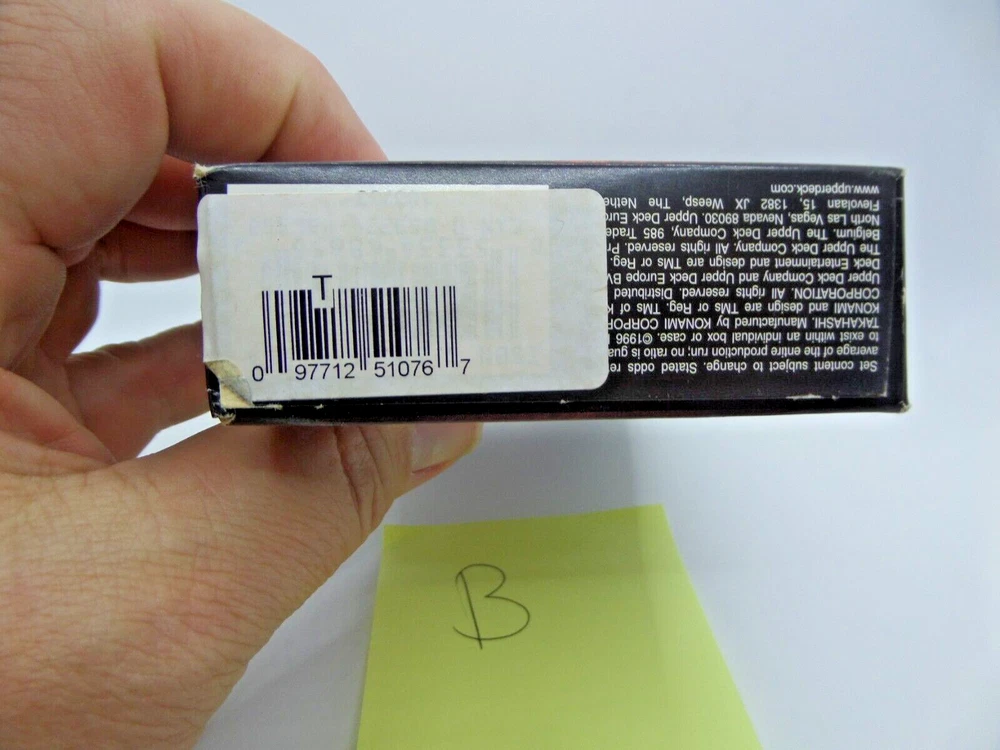 T
0 97712 51076 7
Set content subject to change. Stated odds re
average of the entire production run; no ratio is gua
to exist within an individual box or case. ©1996
TAKAHASHI. Manufactured by KONAMI CORPOR
KONAMI and design are TMs or Reg. TMs of K
CORPORATION. All rights reserved. Distributed
Upper Deck Company and Upper Deck Europe BV
Deck Entertainment and design are TMs or Reg.
The Upper Deck Company. All rights reserved. Pr
Belgium. The Upper Deck Company, 985 Trade
North Las Vegas, Nevada 89030. Upper Deck Euro
Flevolaan, 15, 1382 JX Weesp, The Nethe
www.upperdeck.com
B